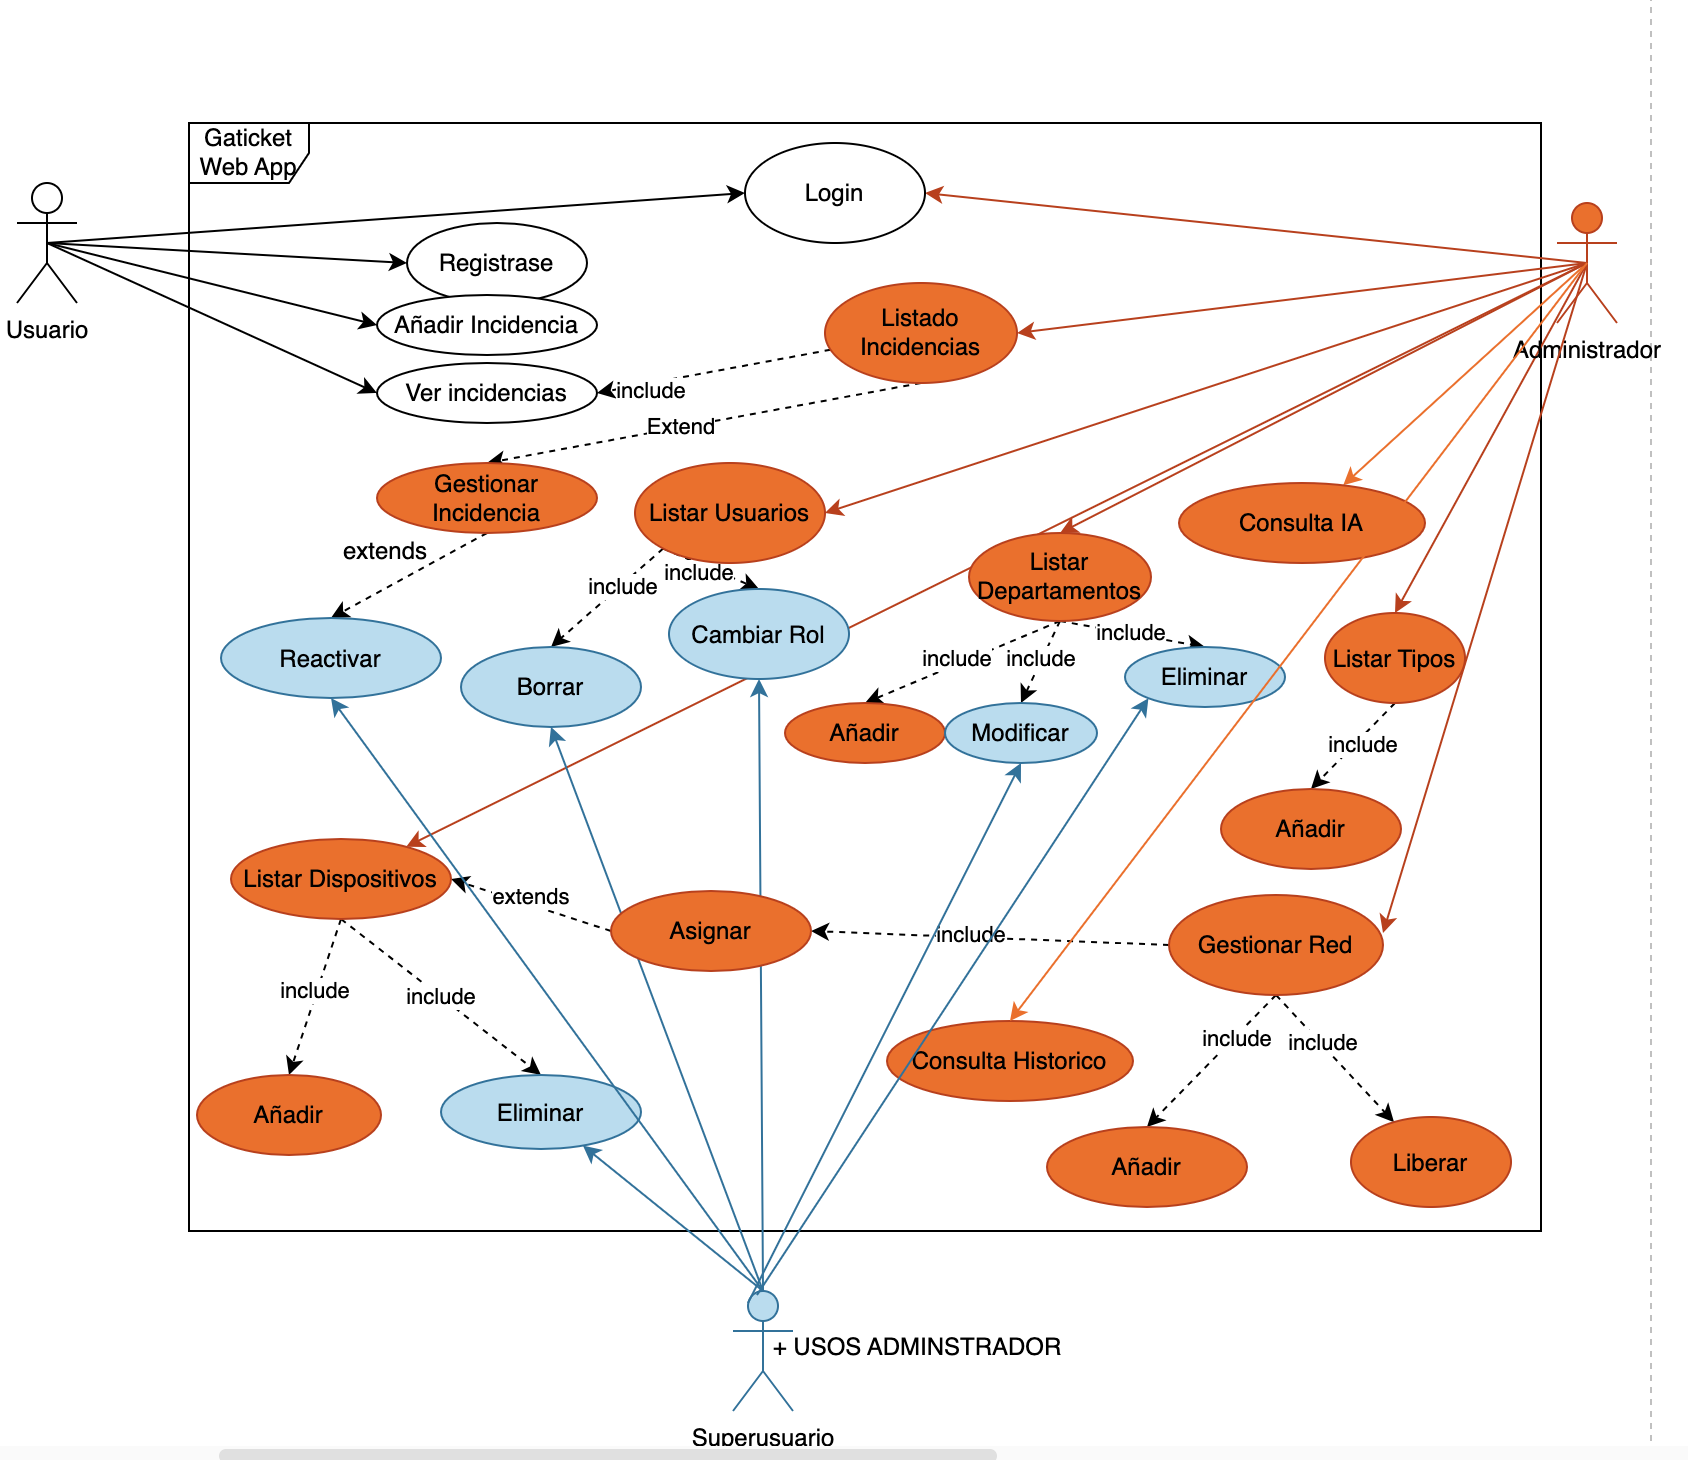 Gaticket
Web App
Login
Registrase
Usuario
Añadir Incidencia
Listado
Incidencias
Administrador
Ver incidencias
include
Extend
Gestionar
Incidencia
Listar Usuarios
Consulta IA
extends
include
include
Listar
Departamentos
Cambiar Rol
include
Reactivar
Borrar
include
include
Eliminar
Listar Tipos
Añadir
Modificar
include
Añadir
Listar Dispositivos
extends
Asignar
include
Gestionar Red
include
include
include
include
Consulta Historico
Añadir
Eliminar
Añadir
Liberar
+ USOS ADMINSTRADOR
Superusuario